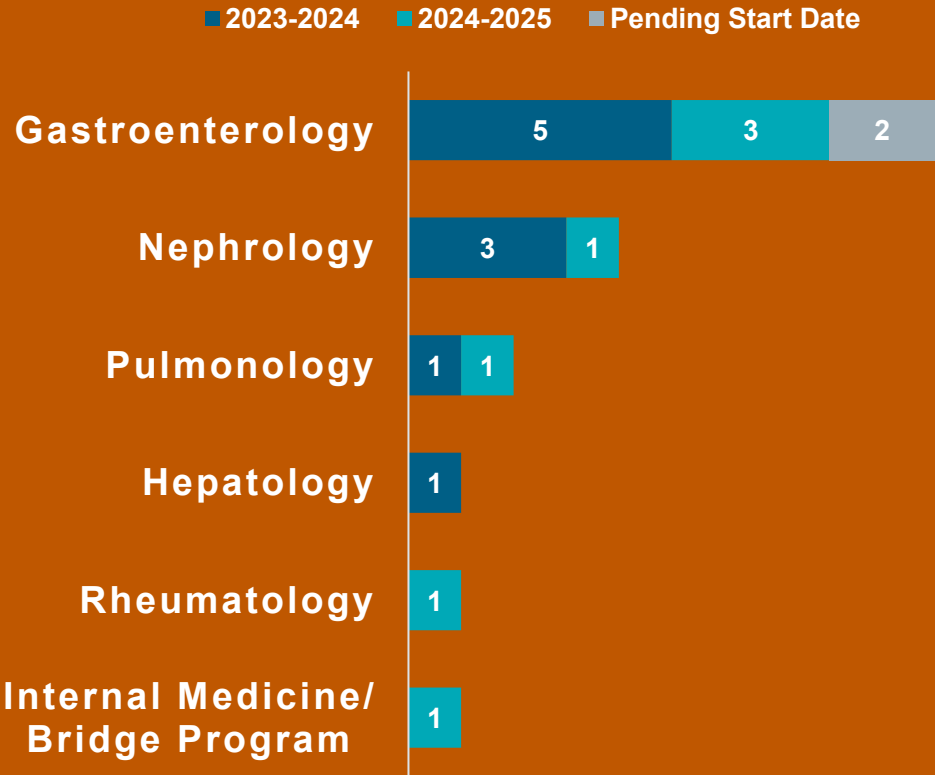 2023-2024 2024-2025 Pending Start Date
Gastroenterology 5 3 2
Nephrology 3 1
Pulmonology 1 1
Hepatology 1
Rheumatology 1
Internal Medicine/
Bridge Program 1